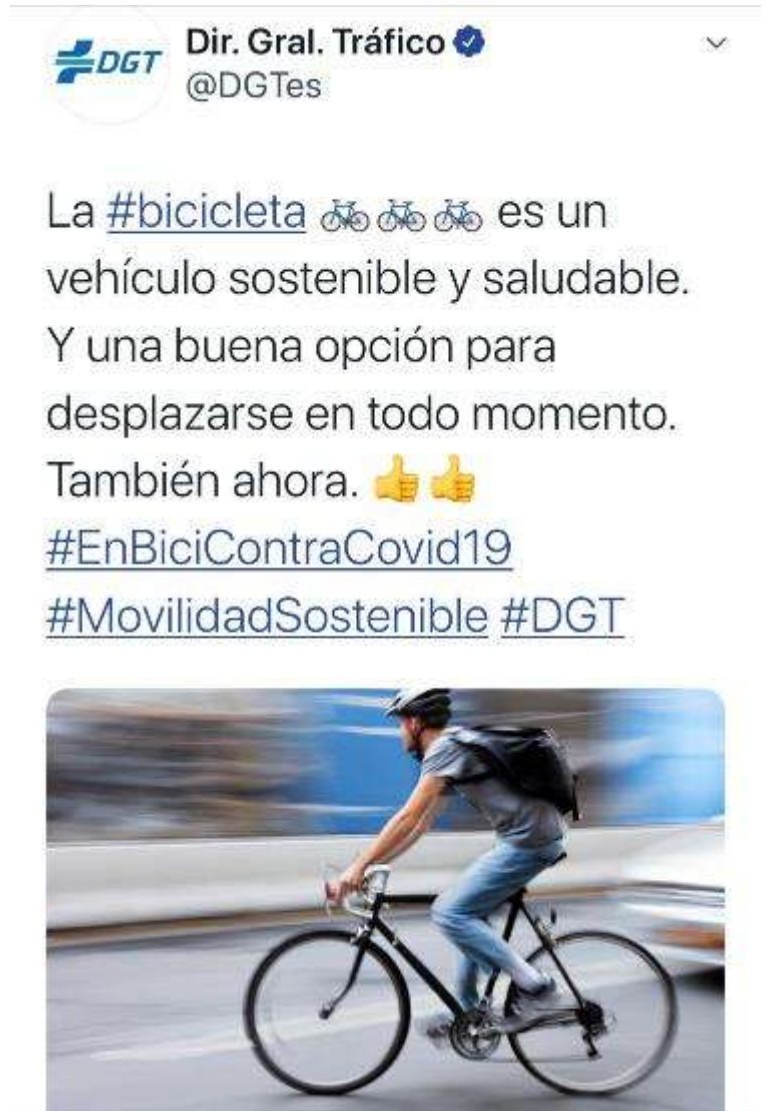 DGT
Dir. Gral. Tráfico
@DGTes
La #bicicleta 🚲🚲🚲 es un
vehículo sostenible y saludable.
Y una buena opción para
desplazarse en todo momento.
También ahora. 👍👍
#EnBiciContraCovid19
#MovilidadSostenible #DGT